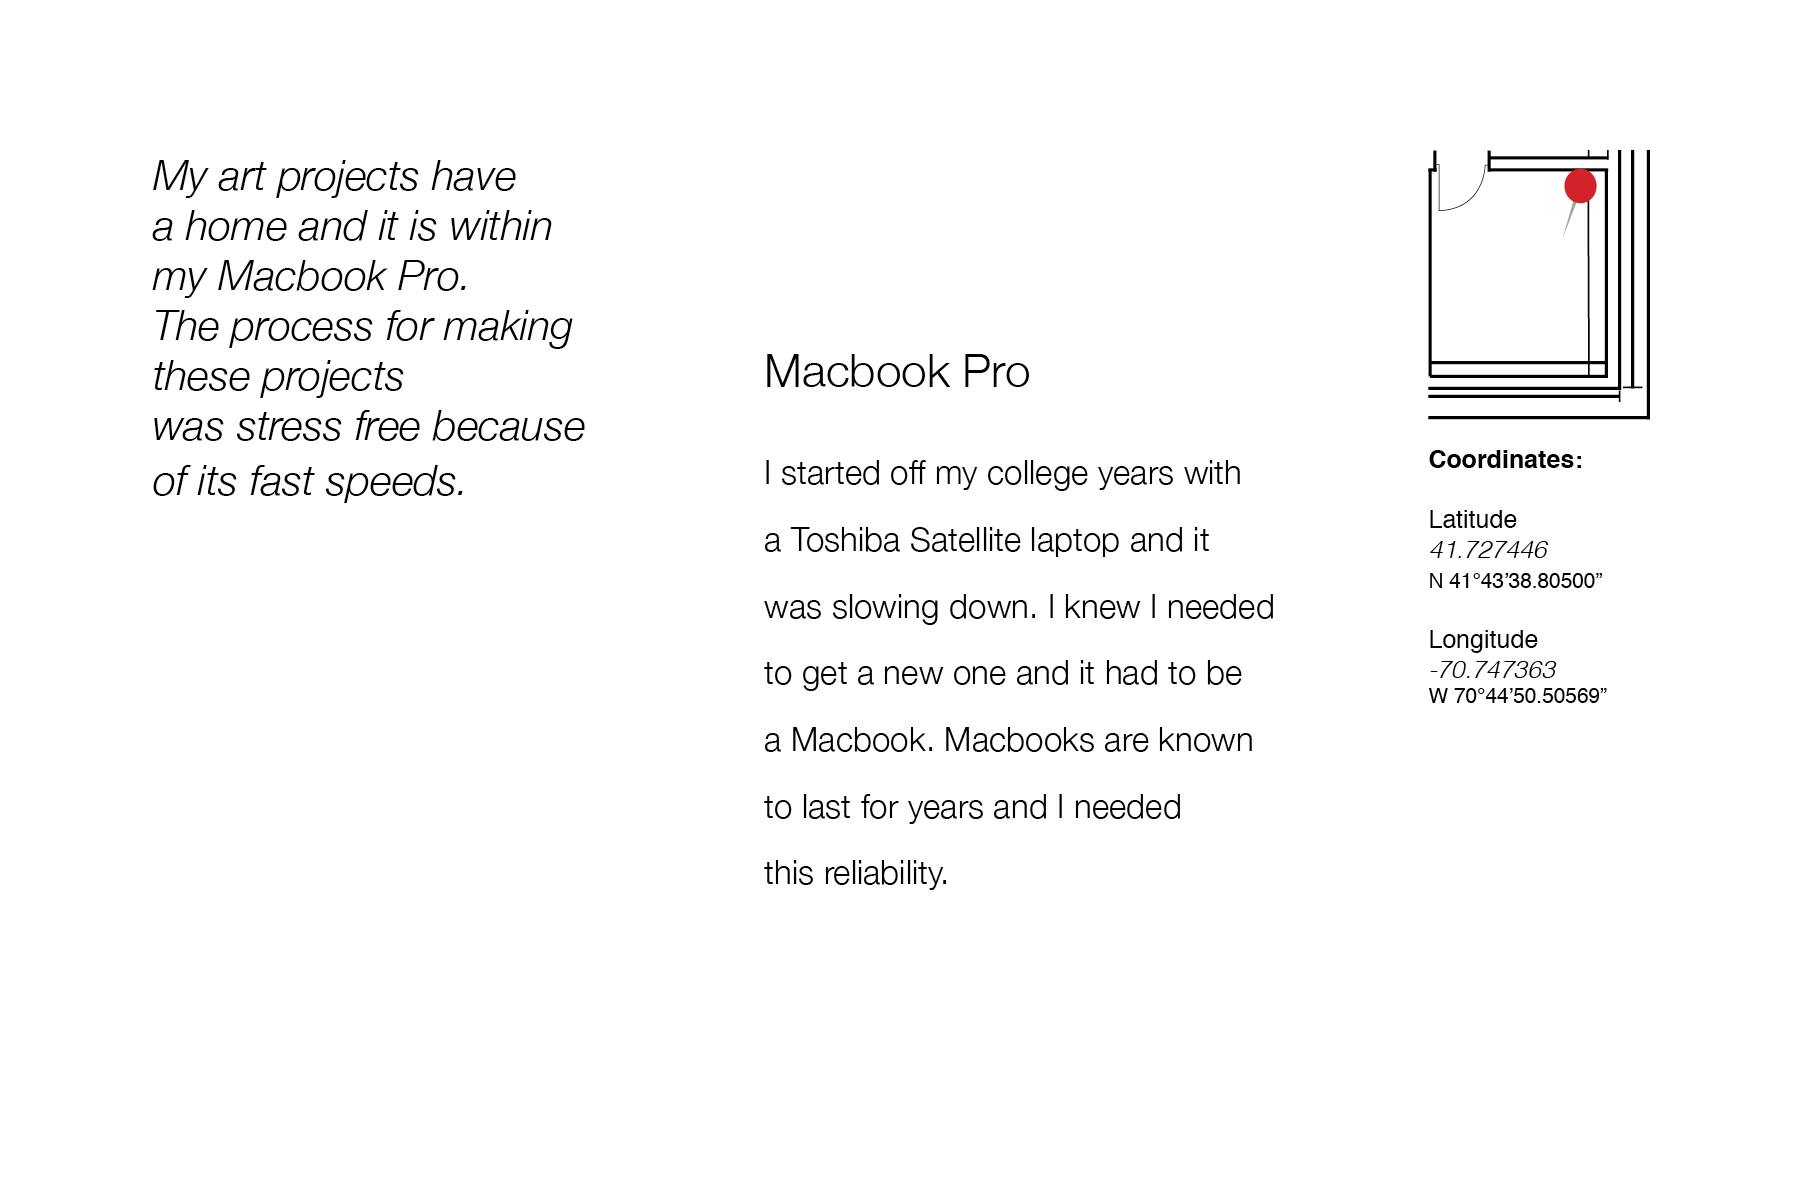 My art projects have
a home and it is within
my Macbook Pro.
The process for making
these projects
was stress free because
of its fast speeds.
Macbook Pro
I started off my college years with
a Toshiba Satellite laptop and it
was slowing down. I knew I needed
to get a new one and it had to be
a Macbook. Macbooks are known
to last for years and I needed
this reliability.
Coordinates:
Latitude
41.727446
N 41°43’38.80500”
Longitude
-70.747363
W 70°44’50.50569”